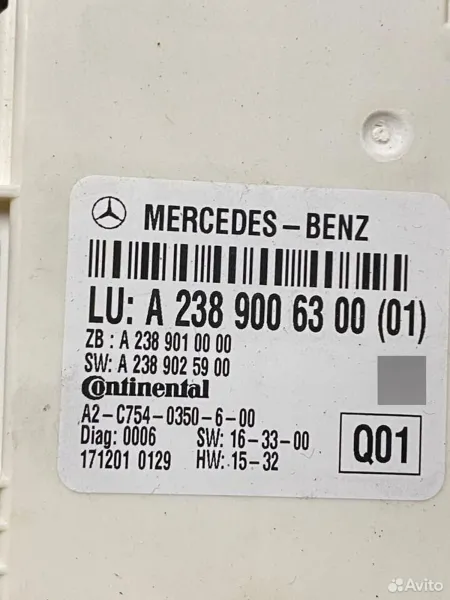 MERCEDES-BENZ
LU: A 238 900 63 00 (01)
ZB : A 238 901 00 00
SW: A 238 902 59 00
Continental
A2-C754-0350-6-00
Diag: 0006 SW: 16-33-00
171201 0129 HW: 15-32
Q01
Avito